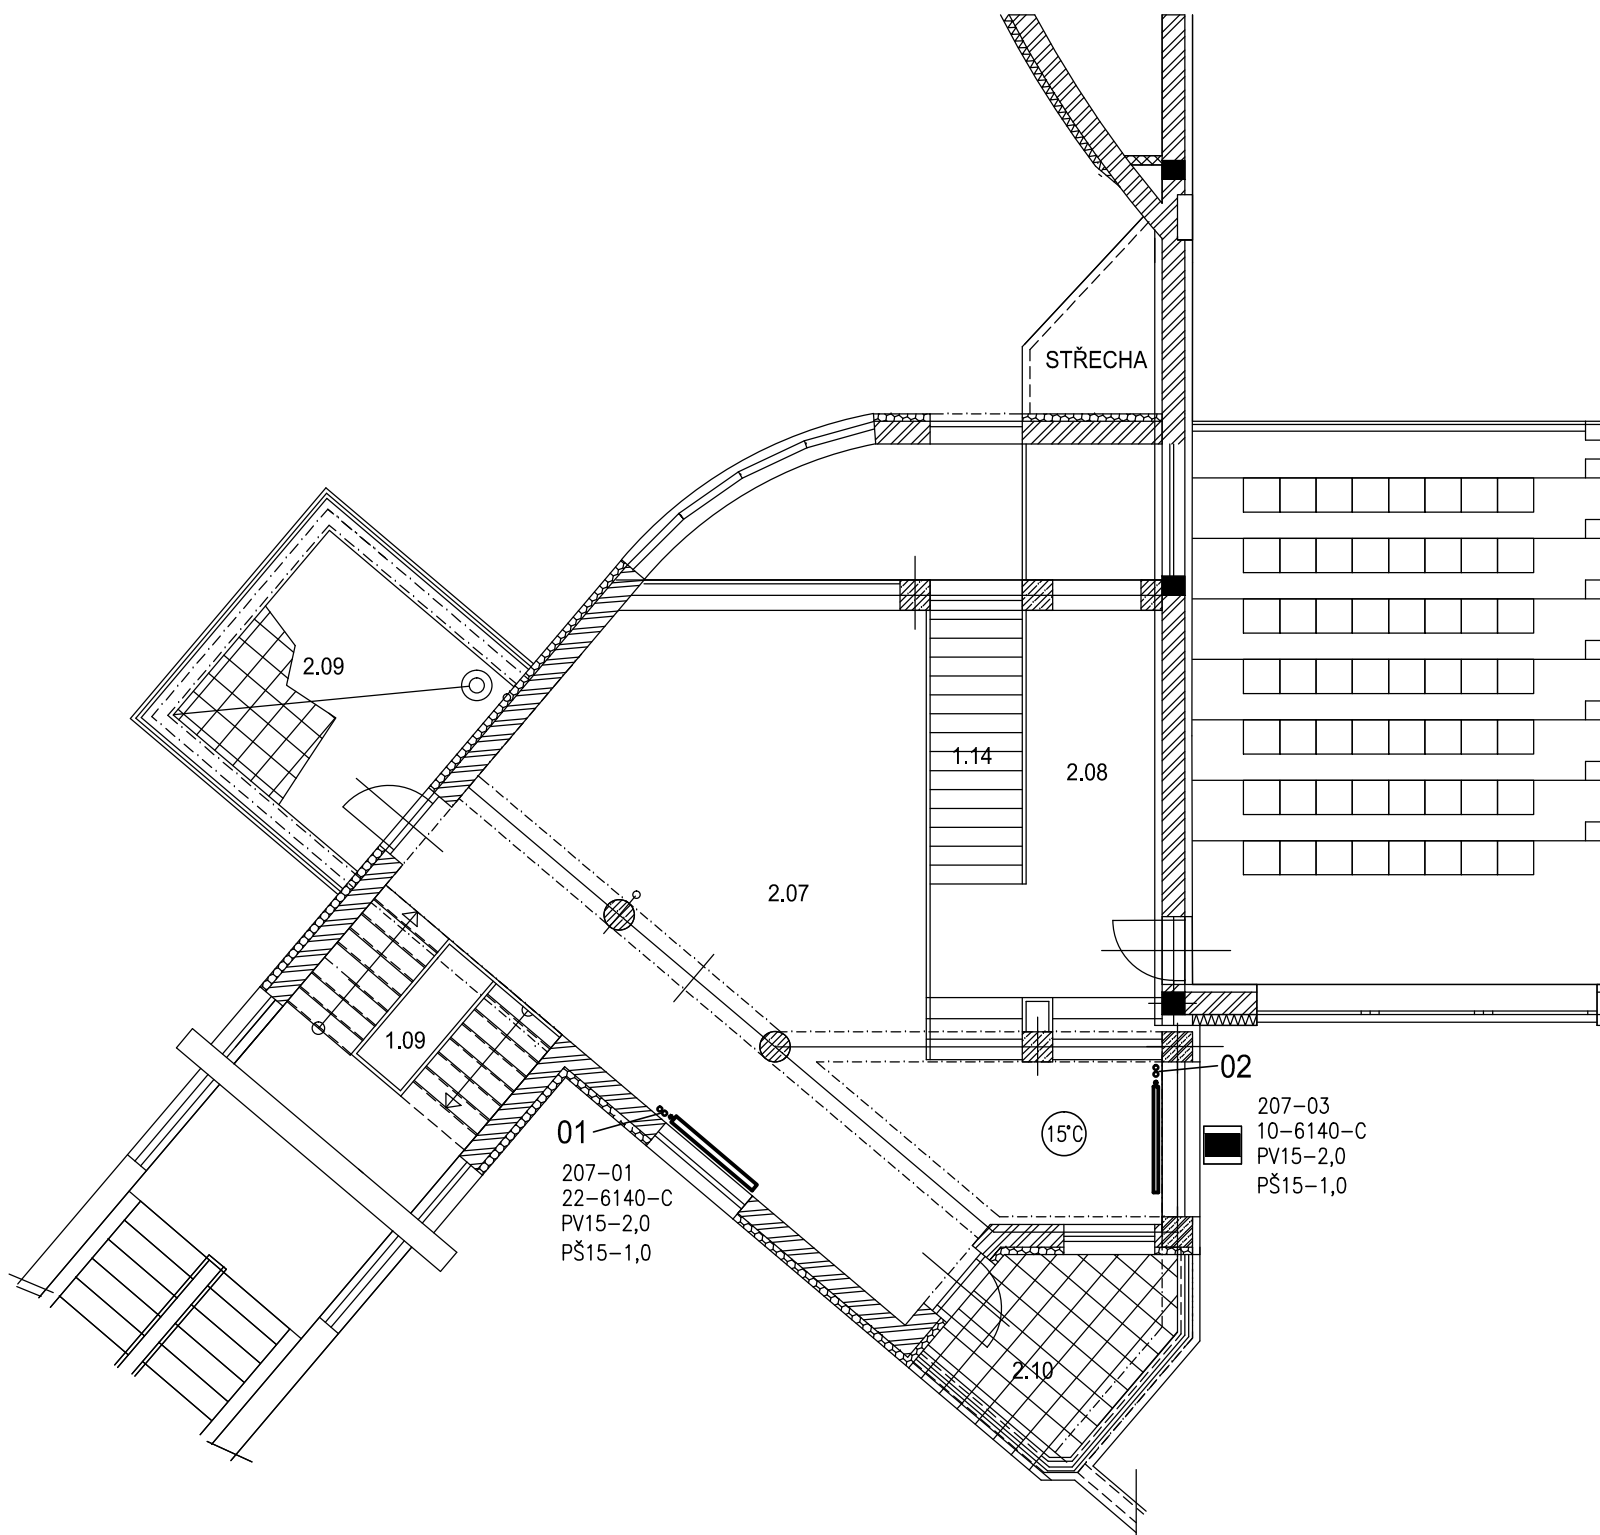 STŘECHA
2.09
1.14
2.08
2.07
1.09
02
01
15°C
207-03
10-6140-C
PV15-2,0
PŠ15-1,0
207-01
22-6140-C
PV15-2,0
PŠ15-1,0
2.10